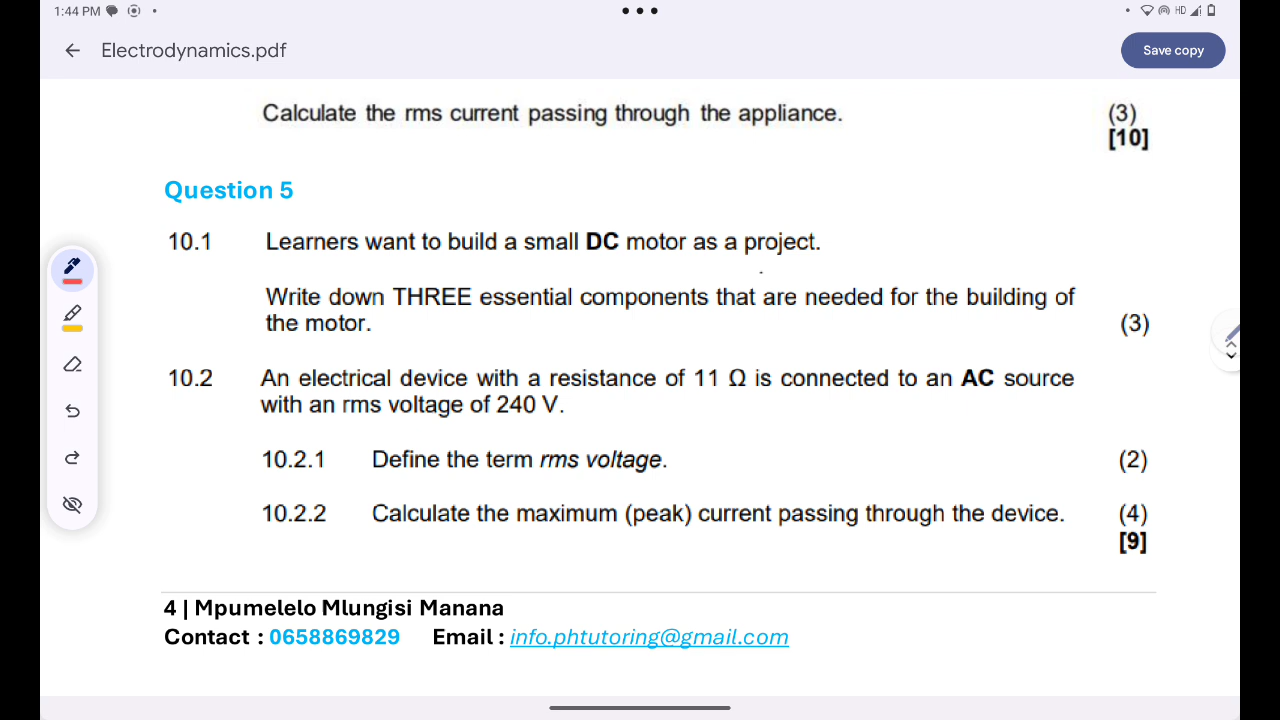 1:44 PM
HD
Electrodynamics.pdf
Save copy
Calculate the rms current passing through the appliance. (3)
[10]
Question 5
10.1 Learners want to build a small DC motor as a project.
Write down THREE essential components that are needed for the building of
the motor. (3)
10.2 An electrical device with a resistance of 11 Ω is connected to an AC source
with an rms voltage of 240 V.
10.2.1 Define the term rms voltage. (2)
10.2.2 Calculate the maximum (peak) current passing through the device. (4)
[9]
4 | Mpumelelo Mlungisi Manana
Contact : 0658869829 Email : info.phtutoring@gmail.com